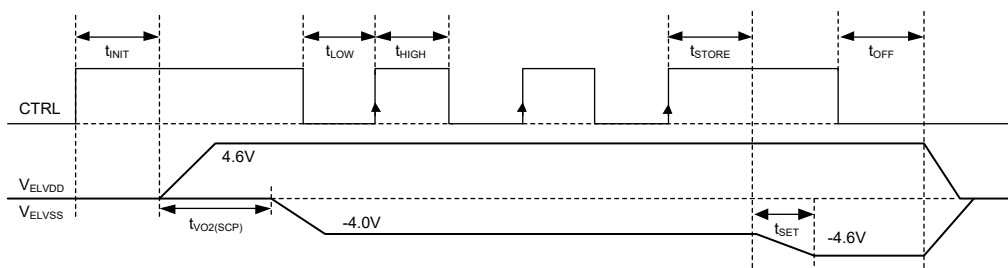 tINIT
tLOW
tHIGH
tSTORE
tOFF
CTRL
4.6V
VELVDD
VELVSS
tVO2(SCP)
-4.0V
tSET
-4.6V